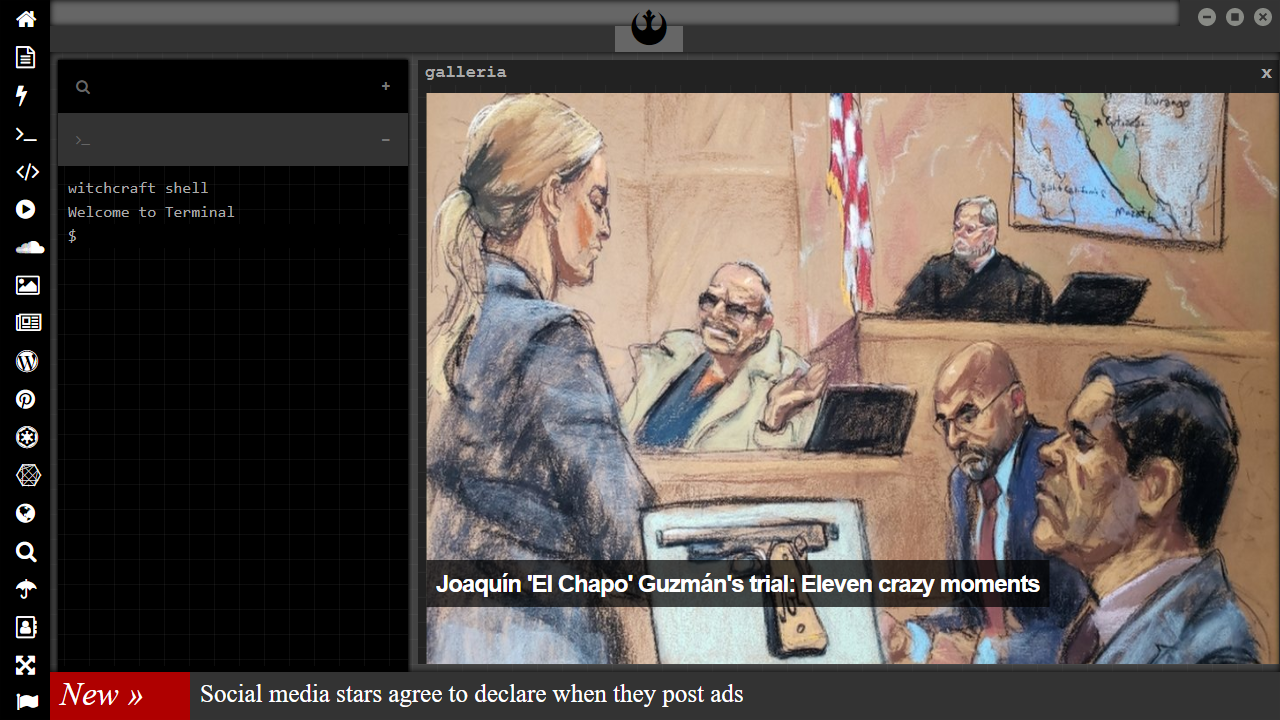 galleria
x
+
>_
−
witchcraft shell
Welcome to Terminal
$
Durango
Joaquín 'El Chapo' Guzmán's trial: Eleven crazy moments
New »
Social media stars agree to declare when they post ads